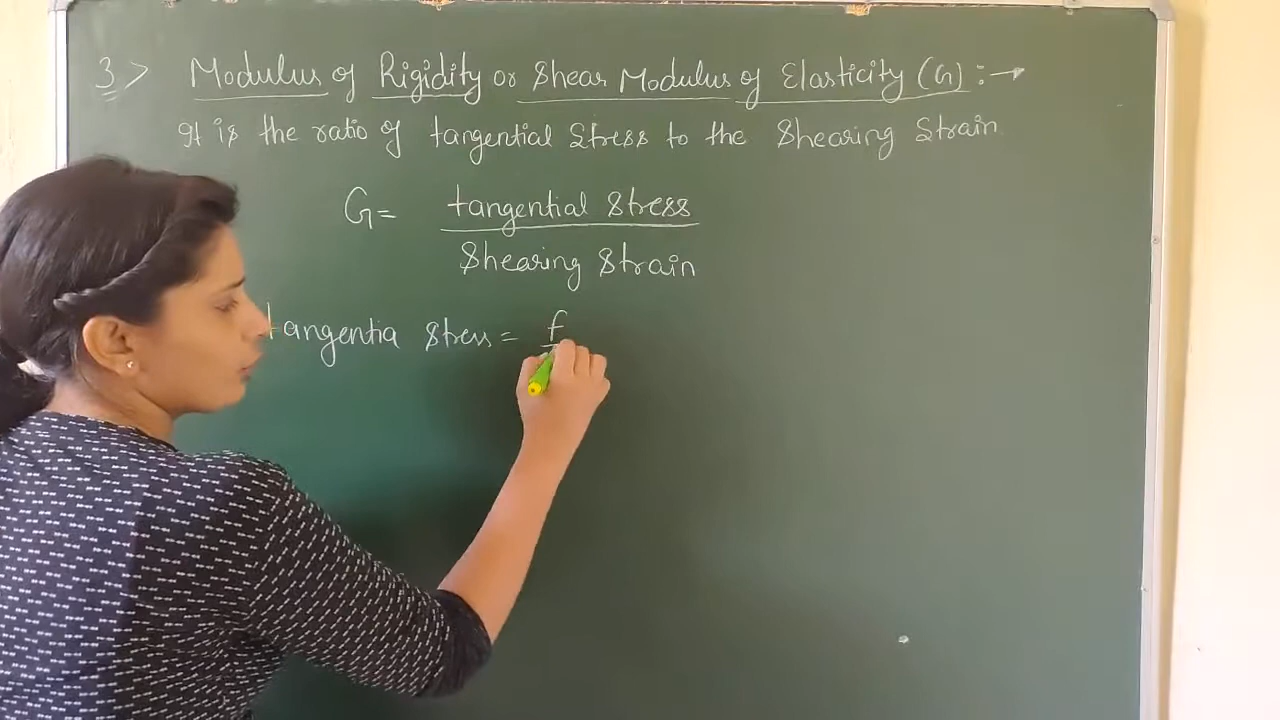 3> Modulus of Rigidity or Shear Modulus of Elasticity (G) :→
It is the ratio of tangential Stress to the Shearing Strain
G = tangential Stress
Shearing Strain
tangentia Stress = f